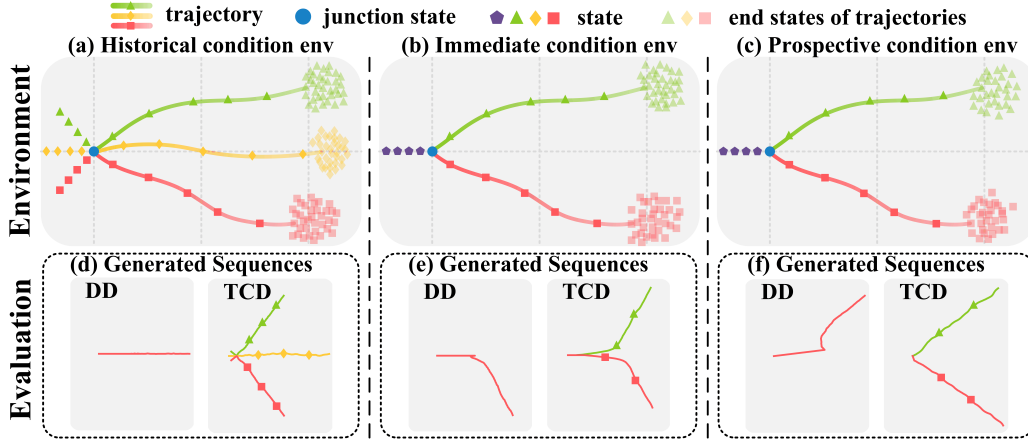 trajectory junction state state end states of trajectories
(a) Historical condition env (b) Immediate condition env (c) Prospective condition env
Environment
(d) Generated Sequences (e) Generated Sequences (f) Generated Sequences
DD TCD DD TCD DD TCD
Evaluation